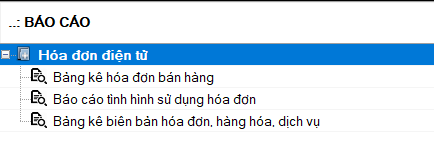 ..: BÁO CÁO
Hóa đơn điện tử
Bảng kê hóa đơn bán hàng
Báo cáo tình hình sử dụng hóa đơn
Bảng kê biên bản hóa đơn, hàng hóa, dịch vụ